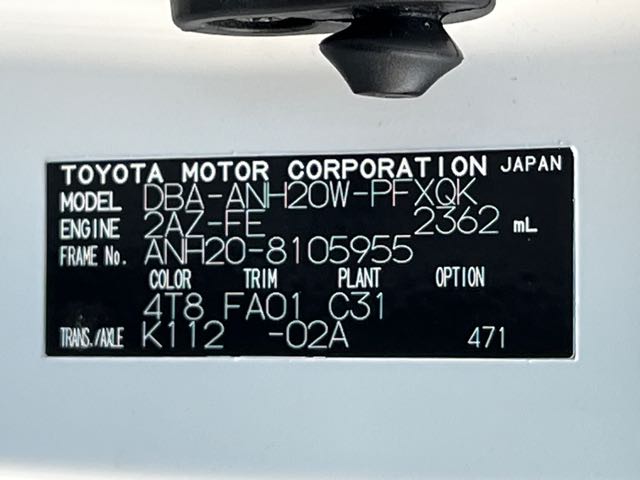 TOYOTA MOTOR CORPORATION JAPAN
MODEL DBA-ANH20W-PFXQK
ENGINE 2AZ-FE 2362 mL
FRAME No. ANH20-8105955
COLOR TRIM PLANT OPTION
4T8 FA01 C31
TRANS./AXLE K112 -02A 471